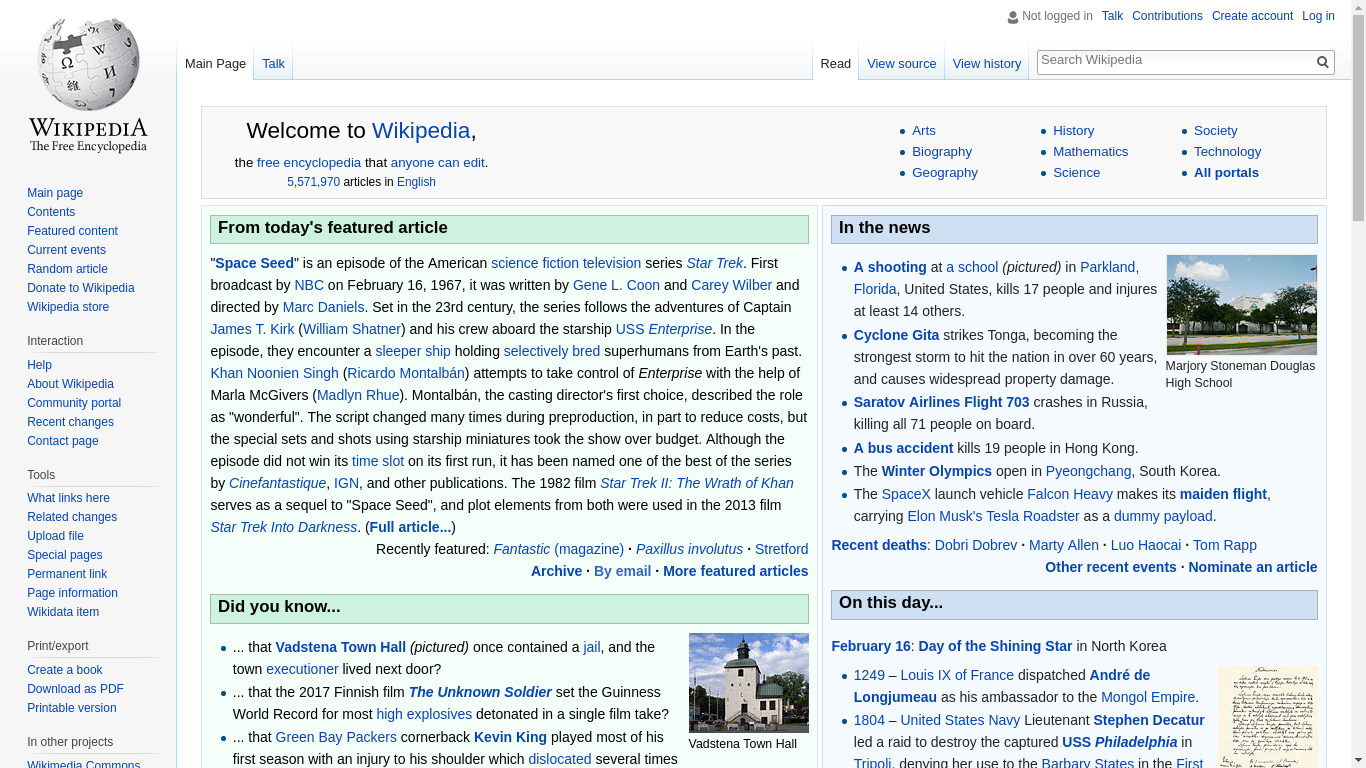 Not logged in Talk Contributions Create account Log in
Main Page Talk Read View source View history Search Wikipedia
WIKIPEDIA
The Free Encyclopedia
Main page
Contents
Featured content
Current events
Random article
Donate to Wikipedia
Wikipedia store
Interaction
Help
About Wikipedia
Community portal
Recent changes
Contact page
Tools
What links here
Related changes
Upload file
Special pages
Permanent link
Page information
Wikidata item
Print/export
Create a book
Download as PDF
Printable version
In other projects
Wikimedia Commons
Welcome to Wikipedia,
the free encyclopedia that anyone can edit.
5,571,970 articles in English
Arts
Biography
Geography
History
Mathematics
Science
Society
Technology
All portals
From today's featured article
"Space Seed" is an episode of the American science fiction television series Star Trek. First
broadcast by NBC on February 16, 1967, it was written by Gene L. Coon and Carey Wilber and
directed by Marc Daniels. Set in the 23rd century, the series follows the adventures of Captain
James T. Kirk (William Shatner) and his crew aboard the starship USS Enterprise. In the
episode, they encounter a sleeper ship holding selectively bred superhumans from Earth's past.
Khan Noonien Singh (Ricardo Montalbán) attempts to take control of Enterprise with the help of
Marla McGivers (Madlyn Rhue). Montalbán, the casting director's first choice, described the role
as "wonderful". The script changed many times during preproduction, in part to reduce costs, but
the special sets and shots using starship miniatures took the show over budget. Although the
episode did not win its time slot on its first run, it has been named one of the best of the series
by Cinefantastique, IGN, and other publications. The 1982 film Star Trek II: The Wrath of Khan
serves as a sequel to "Space Seed", and plot elements from both were used in the 2013 film
Star Trek Into Darkness. (Full article...)
Recently featured: Fantastic (magazine) · Paxillus involutus · Stretford
Archive · By email · More featured articles
Did you know...
... that Vadstena Town Hall (pictured) once contained a jail, and the
town executioner lived next door?
... that the 2017 Finnish film The Unknown Soldier set the Guinness
World Record for most high explosives detonated in a single film take?
... that Green Bay Packers cornerback Kevin King played most of his
first season with an injury to his shoulder which dislocated several times
Vadstena Town Hall
In the news
A shooting at a school (pictured) in Parkland,
Florida, United States, kills 17 people and injures
at least 14 others.
Cyclone Gita strikes Tonga, becoming the
strongest storm to hit the nation in over 60 years,
and causes widespread property damage.
Saratov Airlines Flight 703 crashes in Russia,
killing all 71 people on board.
A bus accident kills 19 people in Hong Kong.
The Winter Olympics open in Pyeongchang, South Korea.
The SpaceX launch vehicle Falcon Heavy makes its maiden flight,
carrying Elon Musk's Tesla Roadster as a dummy payload.
Marjory Stoneman Douglas
High School
Recent deaths: Dobri Dobrev · Marty Allen · Luo Haocai · Tom Rapp
Other recent events · Nominate an article
On this day...
February 16: Day of the Shining Star in North Korea
1249 – Louis IX of France dispatched André de
Longjumeau as his ambassador to the Mongol Empire.
1804 – United States Navy Lieutenant Stephen Decatur
led a raid to destroy the captured USS Philadelphia in
Tripoli, denying her use to the Barbary States in the First